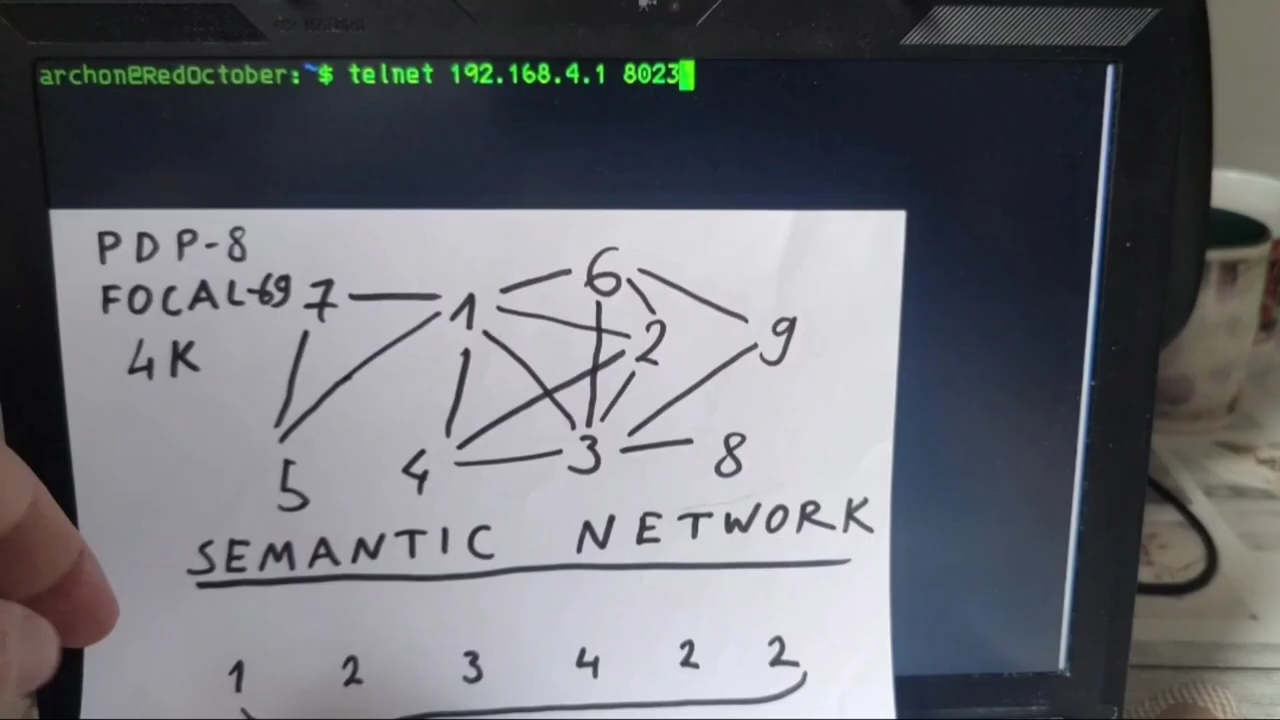 archon@RedOctober:~$ telnet 192.168.4.1 8023
PDP-8
FOCAL-69
4K
6
7 1
2 9
5 4 3 8
SEMANTIC NETWORK
1 2 3 4 2 2